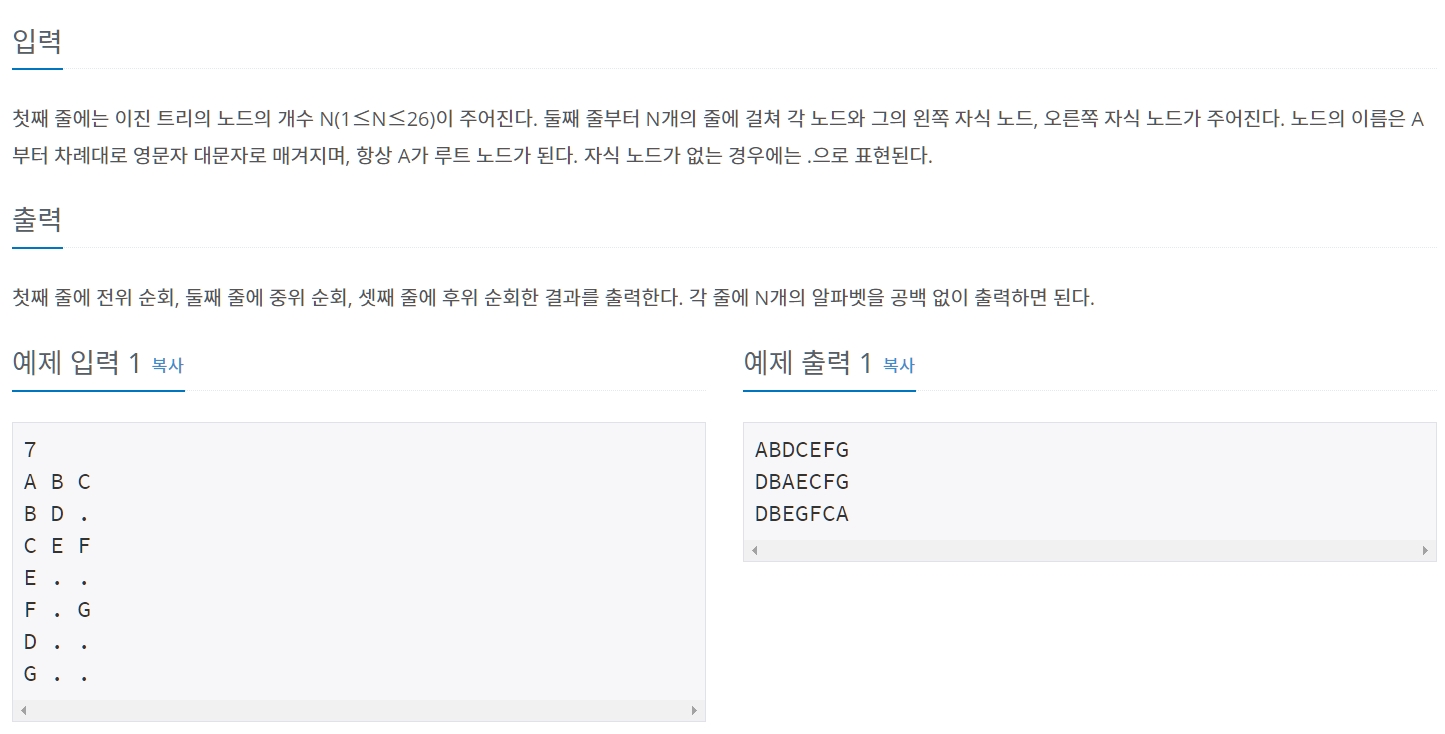 입력
첫째 줄에는 이진 트리의 노드의 개수 N(1≤N≤26)이 주어진다. 둘째 줄부터 N개의 줄에 걸쳐 각 노드와 그의 왼쪽 자식 노드, 오른쪽 자식 노드가 주어진다. 노드의 이름은 A
부터 차례대로 영문자 대문자로 매겨지며, 항상 A가 루트 노드가 된다. 자식 노드가 없는 경우에는 .으로 표현된다.
출력
첫째 줄에 전위 순회, 둘째 줄에 중위 순회, 셋째 줄에 후위 순회한 결과를 출력한다. 각 줄에 N개의 알파벳을 공백 없이 출력하면 된다.
예제 입력 1 복사
7
A B C
B D .
C E F
E . .
F . G
D . .
G . .
예제 출력 1 복사
ABDCEFG
DBAECFG
DBEGFCA